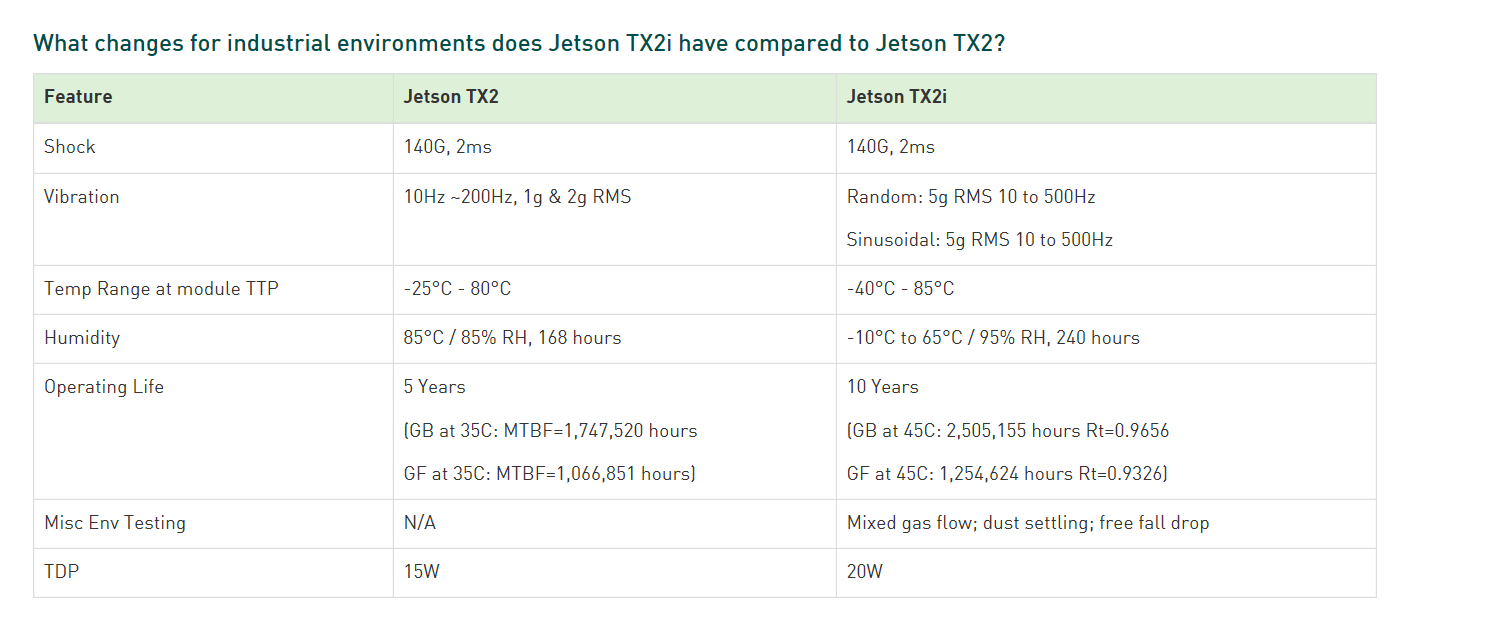 What changes for industrial environments does Jetson TX2i have compared to Jetson TX2?
Feature Jetson TX2 Jetson TX2i
Shock 140G, 2ms 140G, 2ms
Vibration 10Hz ~200Hz, 1g & 2g RMS Random: 5g RMS 10 to 500Hz
Sinusoidal: 5g RMS 10 to 500Hz
Temp Range at module TTP -25°C - 80°C -40°C - 85°C
Humidity 85°C / 85% RH, 168 hours -10°C to 65°C / 95% RH, 240 hours
Operating Life 5 Years 10 Years
(GB at 35C: MTBF=1,747,520 hours (GB at 45C: 2,505,155 hours Rt=0.9656
GF at 35C: MTBF=1,066,851 hours) GF at 45C: 1,254,624 hours Rt=0.9326)
Misc Env Testing N/A Mixed gas flow; dust settling; free fall drop
TDP 15W 20W